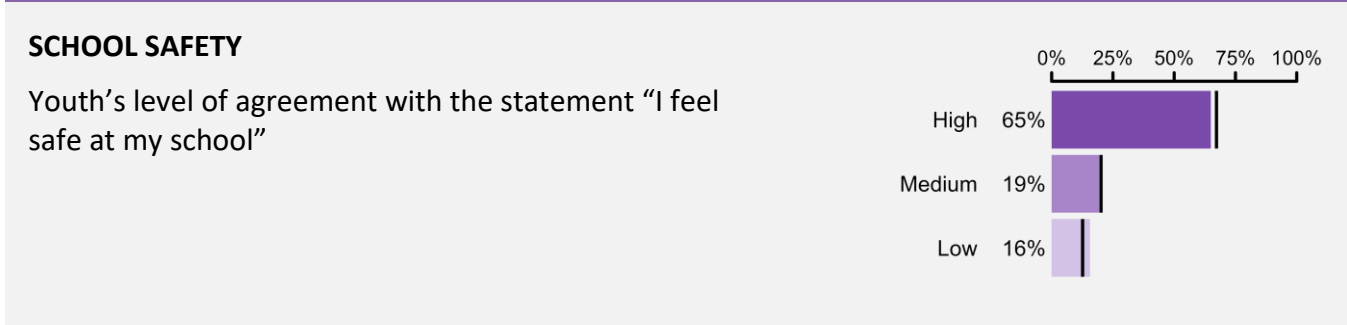 SCHOOL SAFETY
Youth’s level of agreement with the statement “I feel
safe at my school”
0% 25% 50% 75% 100%
High 65%
Medium 19%
Low 16%